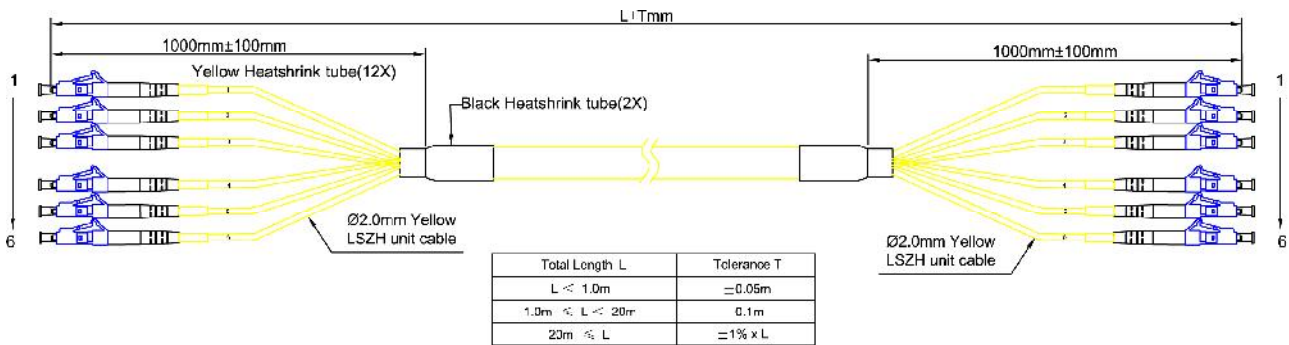 L±Tmm
1000mm±100mm
1000mm±100mm
Yellow Heatshrink tube(12X)
1
1
Black Heatshrink tube(2X)
6
6
Ø2.0mm Yellow
LSZH unit cable
Ø2.0mm Yellow
LSZH unit cable
Total Length L Tolerance T
L < 1.0m ±0.05m
1.0m ≤ L < 20m 0.1m
20m ≤ L ±1% x L